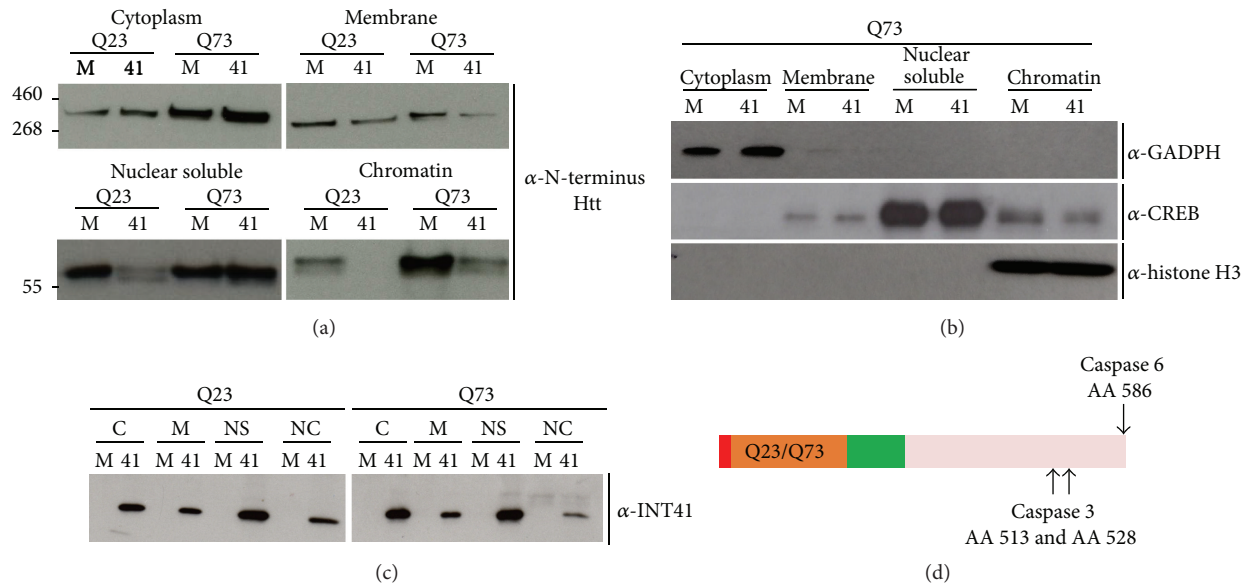 Cytoplasm Membrane
Q23 Q73 Q23 Q73
M 41 M 41 M 41 M 41
460
268
Nuclear soluble Chromatin
Q23 Q73 Q23 Q73
M 41 M 41 M 41 M 41
55
α-N-terminus
Htt
(a)
Q73
Cytoplasm Membrane Nuclear soluble Chromatin
M 41 M 41 M 41 M 41
α-GADPH
α-CREB
α-histone H3
(b)
Q23 Q73
C M NS NC C M NS NC
M 41 M 41 M 41 M 41 M 41 M 41 M 41 M 41
α-INT41
(c)
Caspase 6
AA 586
Q23/Q73
Caspase 3
AA 513 and AA 528
(d)